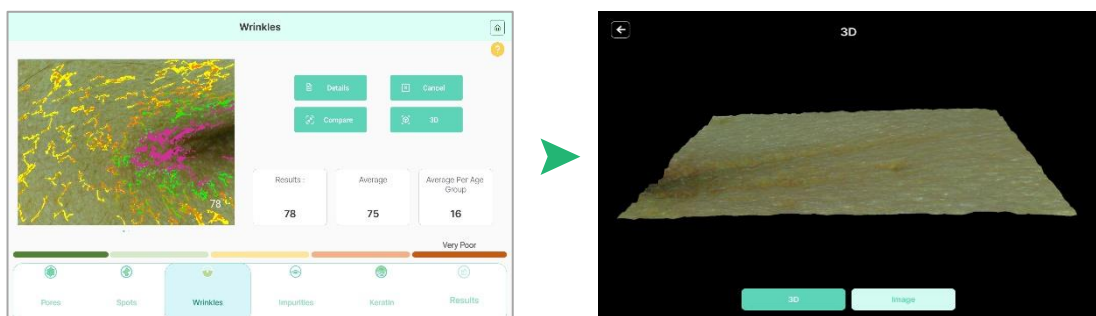 Wrinkles
?
Details
Cancel
Compare
3D
78
Results :
Average
Average Per Age
Group
78
75
16
Very Poor
Pores
Spots
Wrinkles
Impurities
Keratin
Results
3D
3D
Image